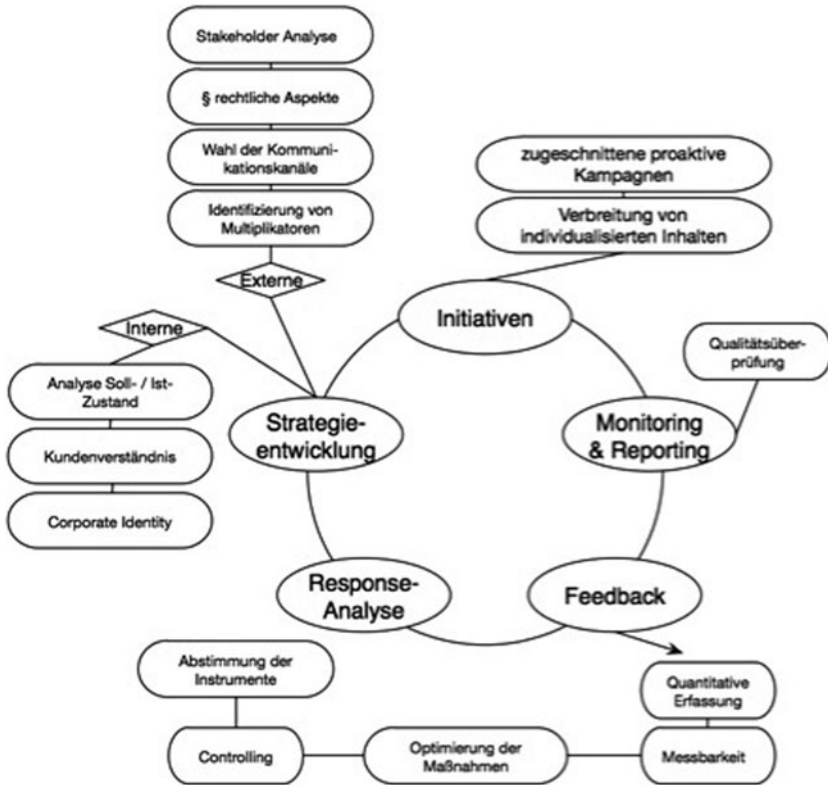 Stakeholder Analyse
§ rechtliche Aspekte
Wahl der Kommuni-
kationskanäle
Identifizierung von
Multiplikatoren
Externe
Interne
Analyse Soll- / Ist-
Zustand
Kundenverständnis
Corporate Identity
zugeschnittene proaktive
Kampagnen
Verbreitung von
individualisierten Inhalten
Initiativen
Qualitätsüber-
prüfung
Strategie-
entwicklung
Monitoring
& Reporting
Response-
Analyse
Feedback
Abstimmung der
Instrumente
Quantitative
Erfassung
Controlling
Optimierung der
Maßnahmen
Messbarkeit